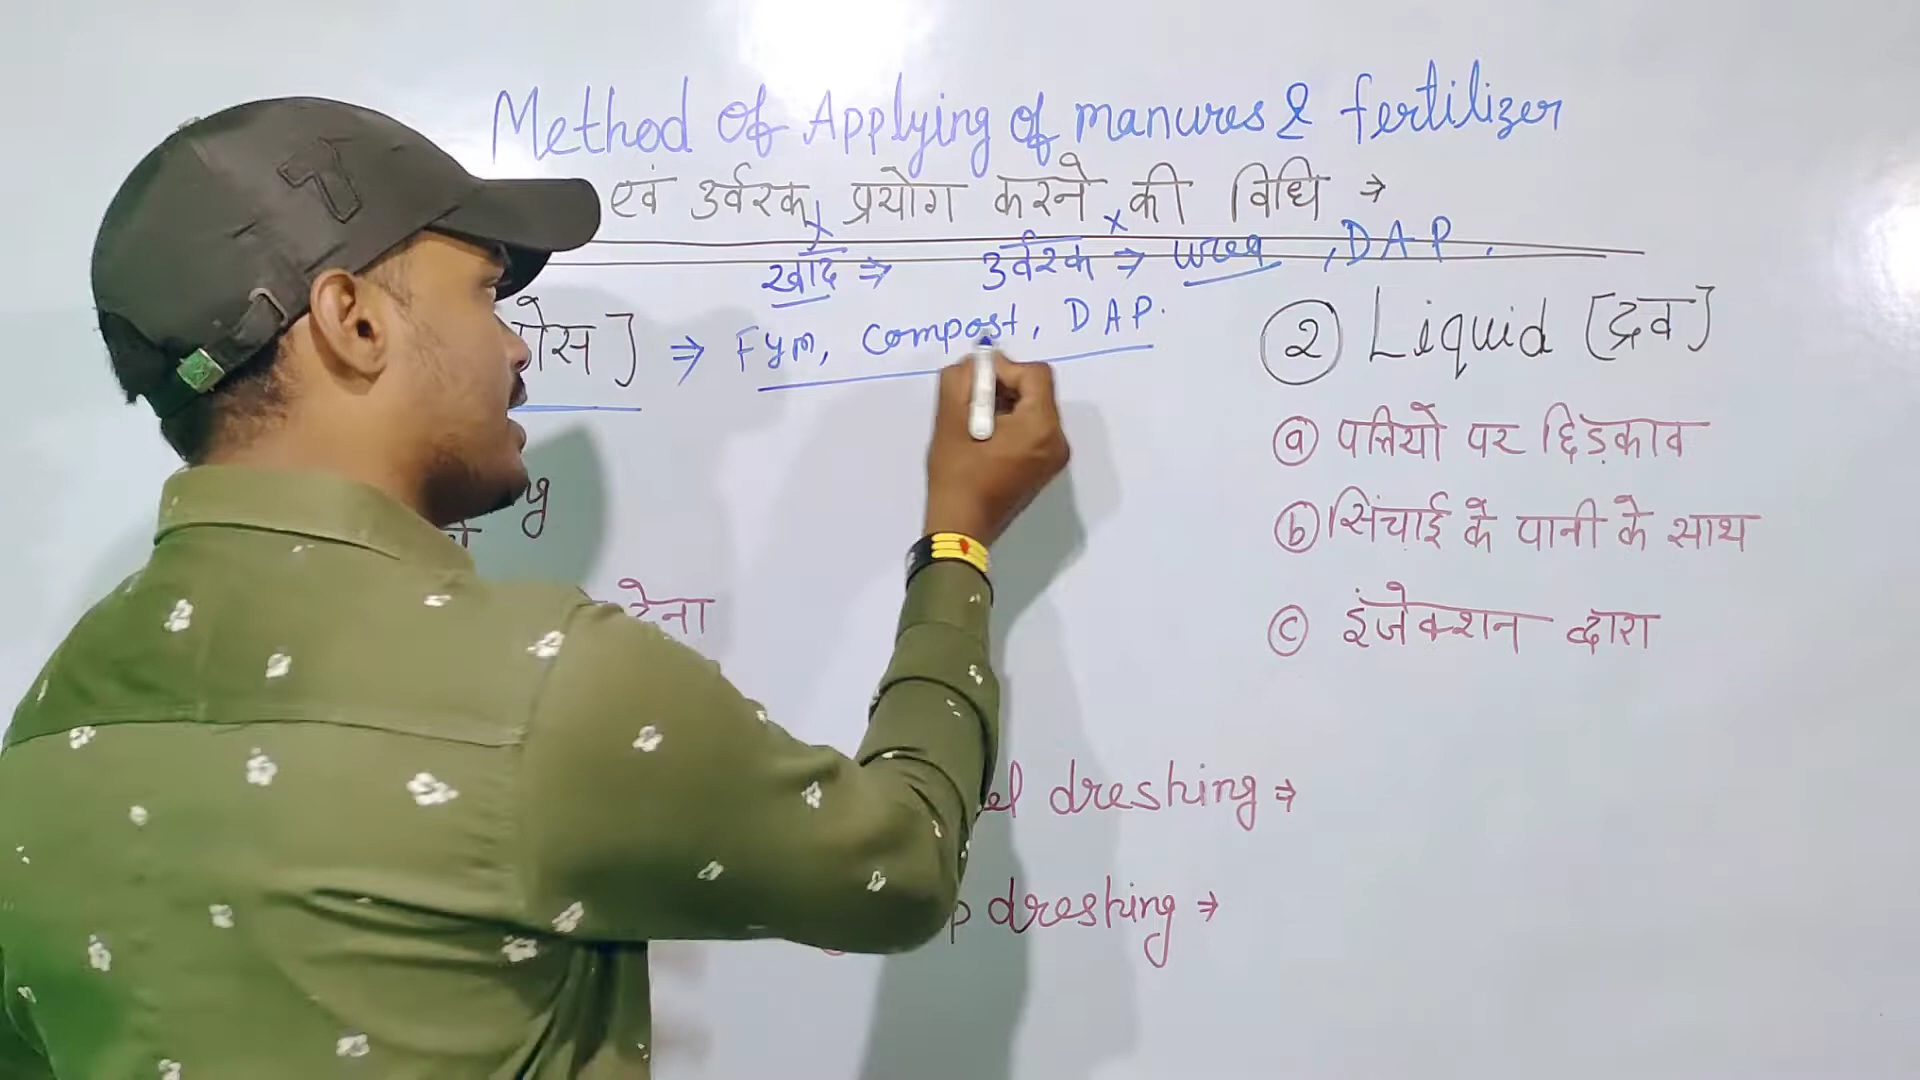 Method of Applying of manures & fertilizer
एवं उर्वरक प्रयोग करने की विधि →
खाद ⇒ उर्वरक ⇒ urea , DAP .
ठोस ] ⇒ Fym, Compost, DAP.
② Liquid [द्रव]
ⓐ पत्तियों पर छिड़काव
ⓑ सिंचाई के पानी के साथ
ⓒ इंजेक्शन द्वारा
देना
dreshing →
dreshing →